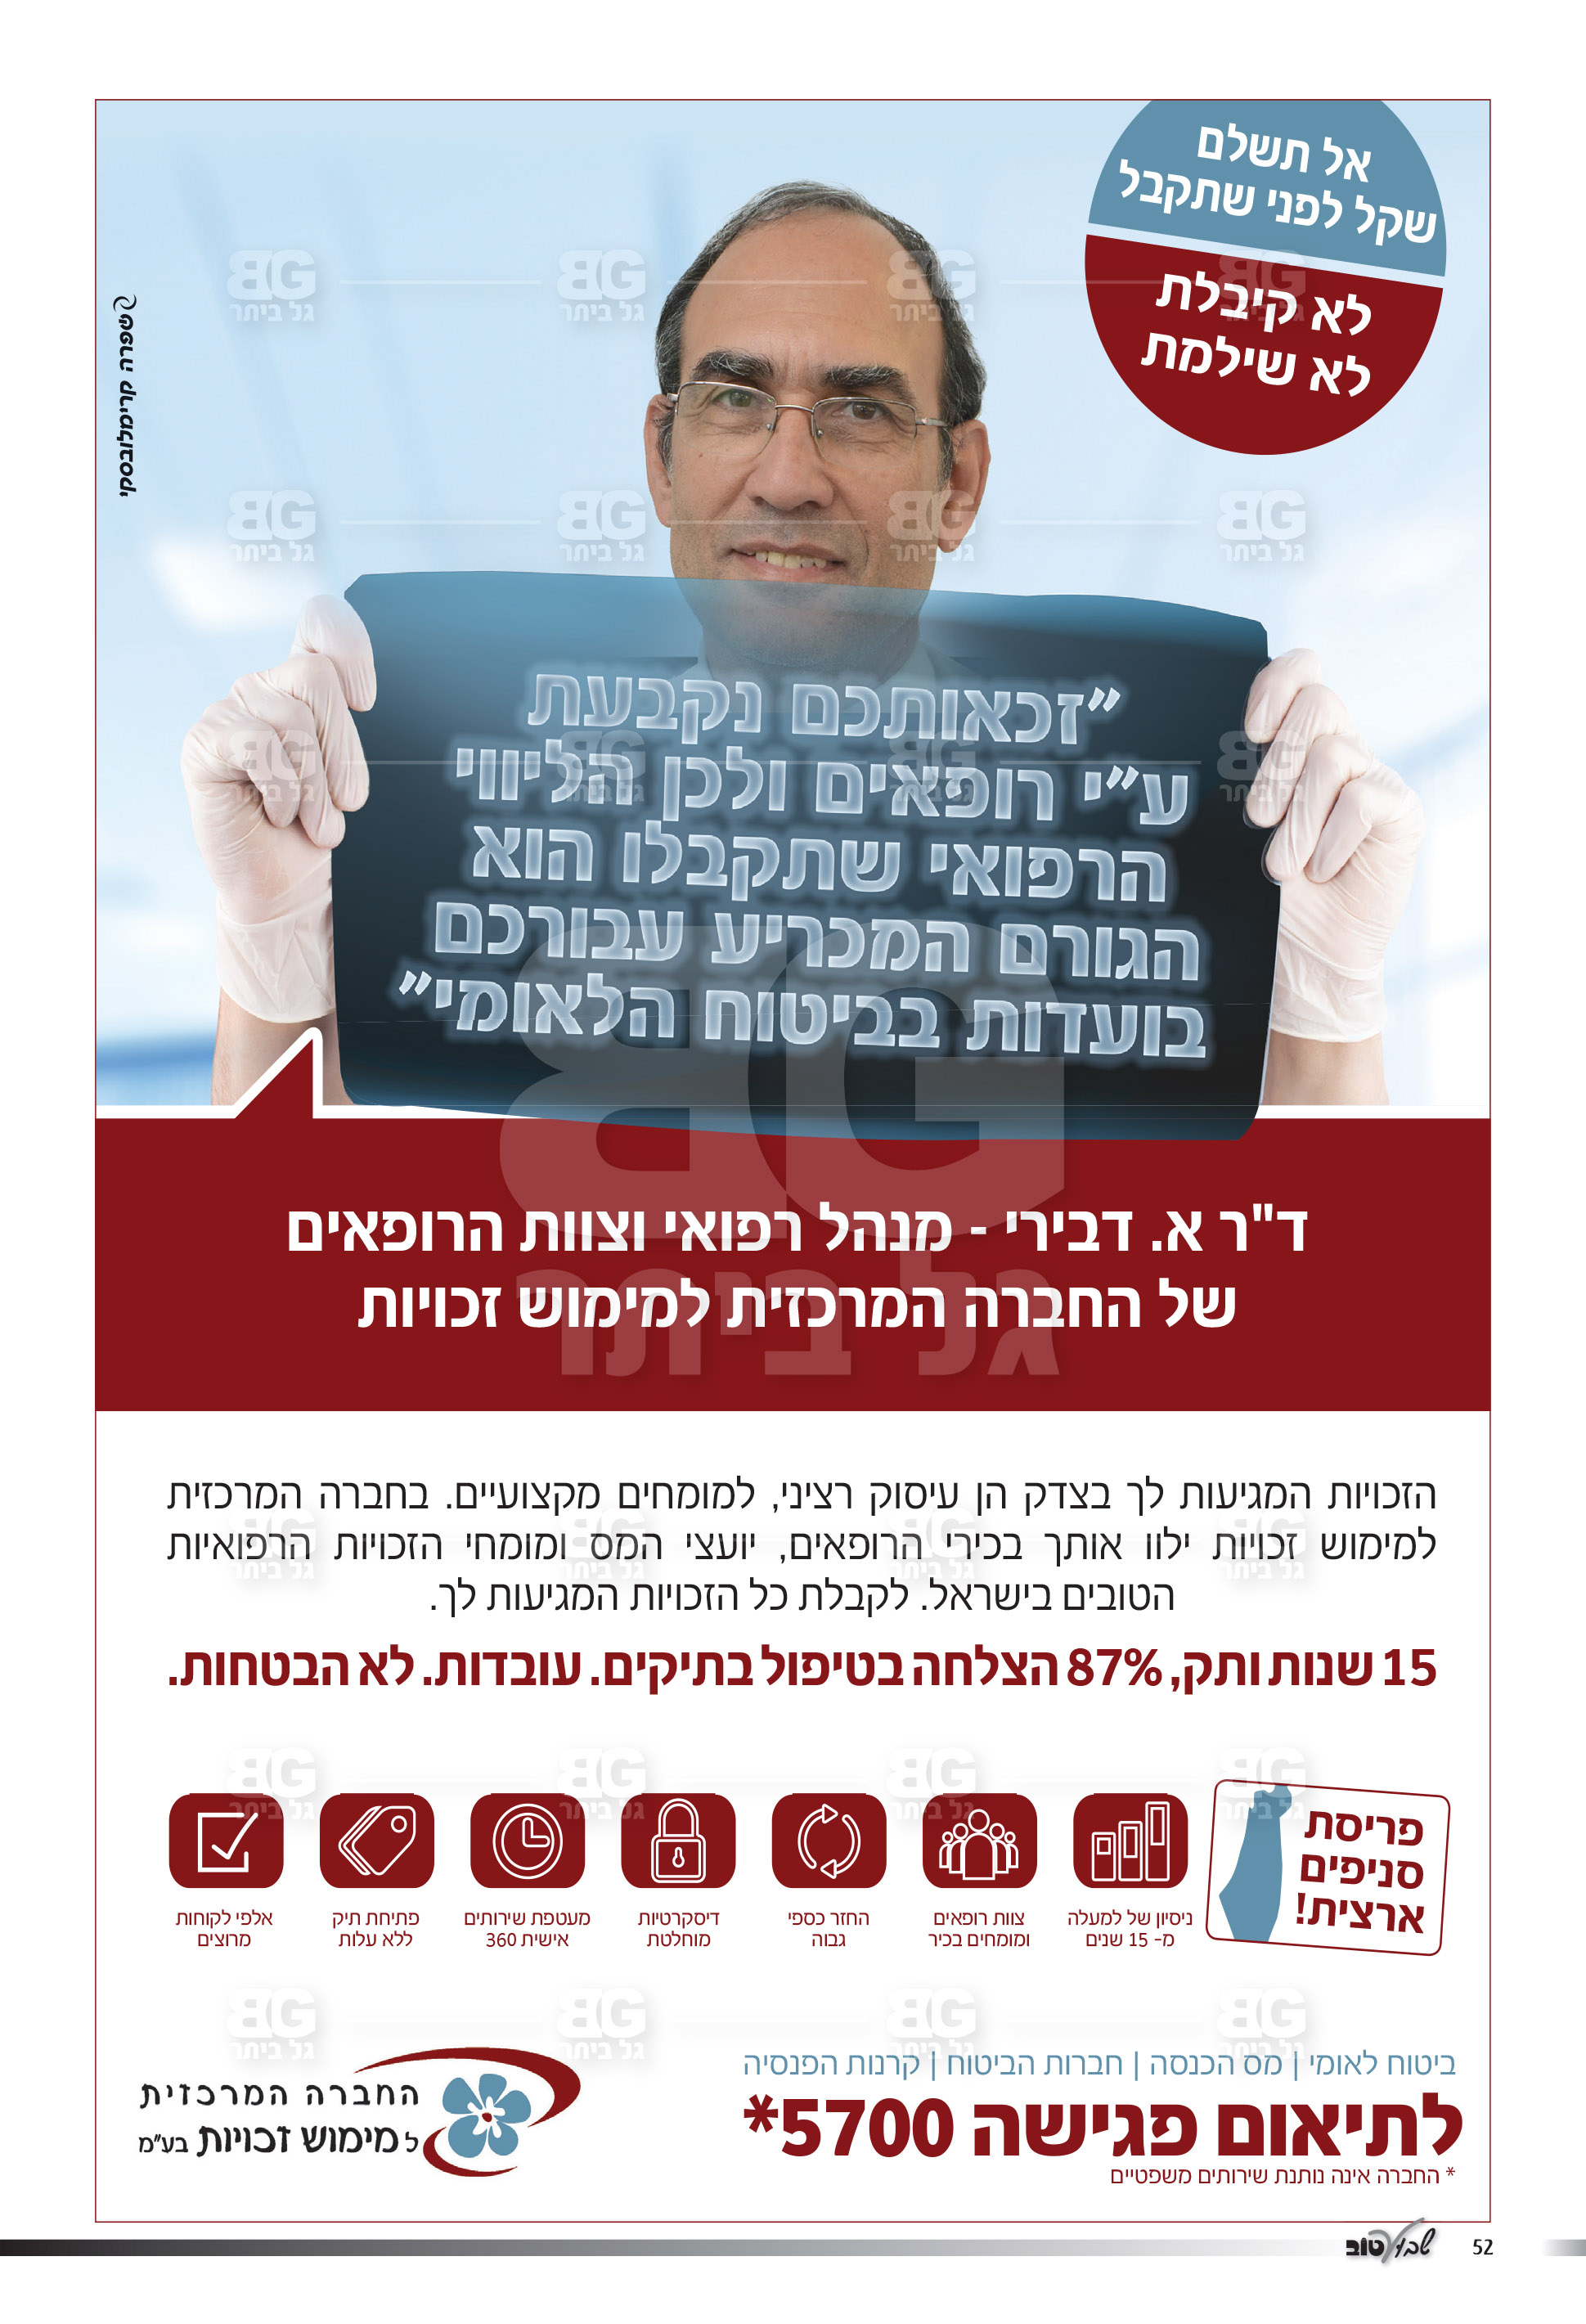 אל תשלם
שקל לפני שתקבל
לא קיבלת
לא שילמת
שפרה קרימלובסקי
"זכאותכם נקבעת
ע"י רופאים ולכן הליווי
הרפואי שתקבלו הוא
הגורם המכריע עבורכם
בועדות בביטוח הלאומי"
ד"ר א. דבירי - מנהל רפואי וצוות הרופאים
של החברה המרכזית למימוש זכויות
הזכויות המגיעות לך בצדק הן עיסוק רציני, למומחים מקצועיים. בחברה המרכזית
למימוש זכויות ילוו אותך בכירי הרופאים, יועצי המס ומומחי הזכויות הרפואיות
הטובים בישראל. לקבלת כל הזכויות המגיעות לך.
15 שנות ותק, 87% הצלחה בטיפול בתיקים. עובדות. לא הבטחות.
פריסת
סניפים
ארצית!
ניסיון של למעלה
מ- 15 שנים
צוות רופאים
ומומחים בכיר
החזר כספי
גבוה
דיסקרטיות
מוחלטת
מעטפת שירותים
אישית 360
פתיחת תיק
ללא עלות
אלפי לקוחות
מרוצים
ביטוח לאומי | מס הכנסה | חברות הביטוח | קרנות הפנסיה
לתיאום פגישה 5700*
* החברה אינה נותנת שירותים משפטיים
החברה המרכזית
למימוש זכויות בע"מ
52
שבוע טוב
BG
גל ביתר